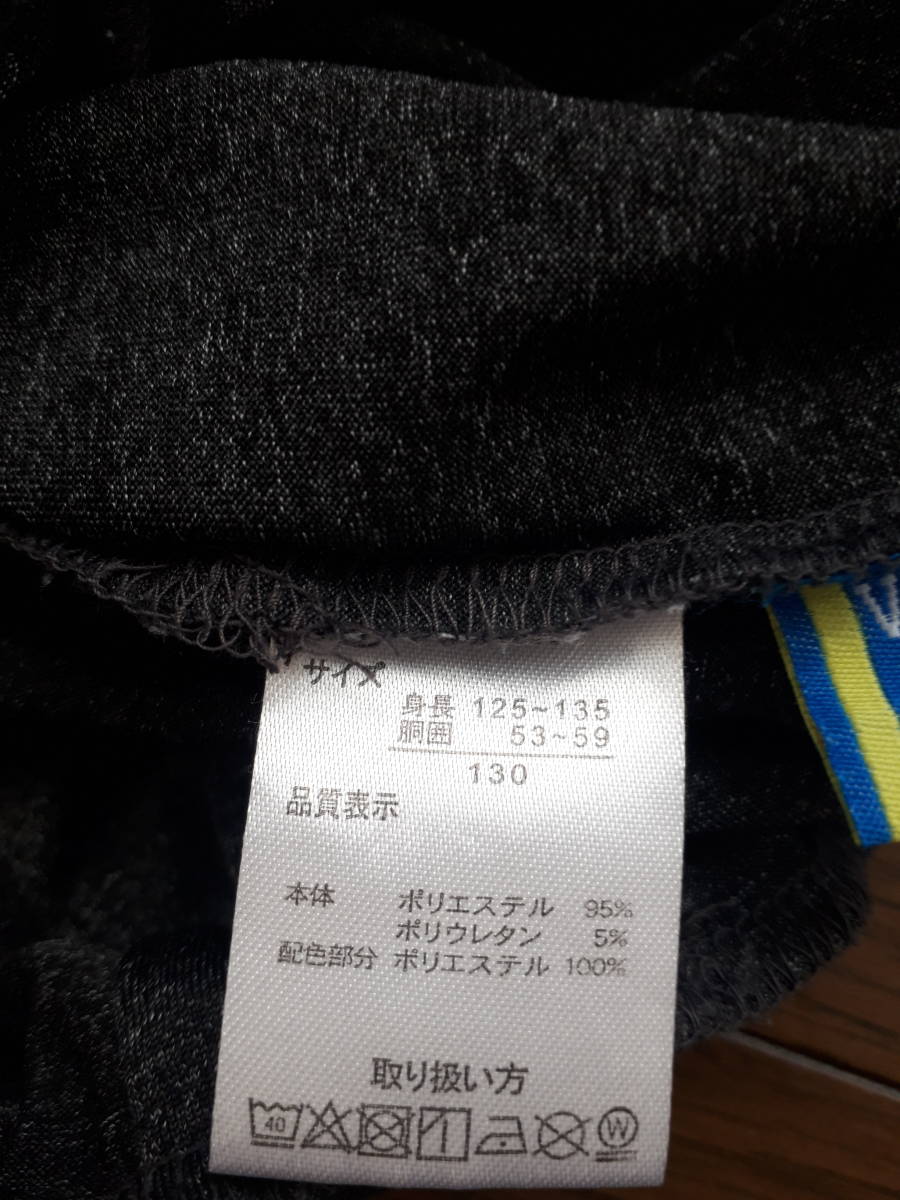 サイズ
身長 125~135
胴囲 53~59
130
品質表示
本体 ポリエステル 95%
ポリウレタン 5%
配色部分 ポリエステル 100%
取り扱い方
40
W